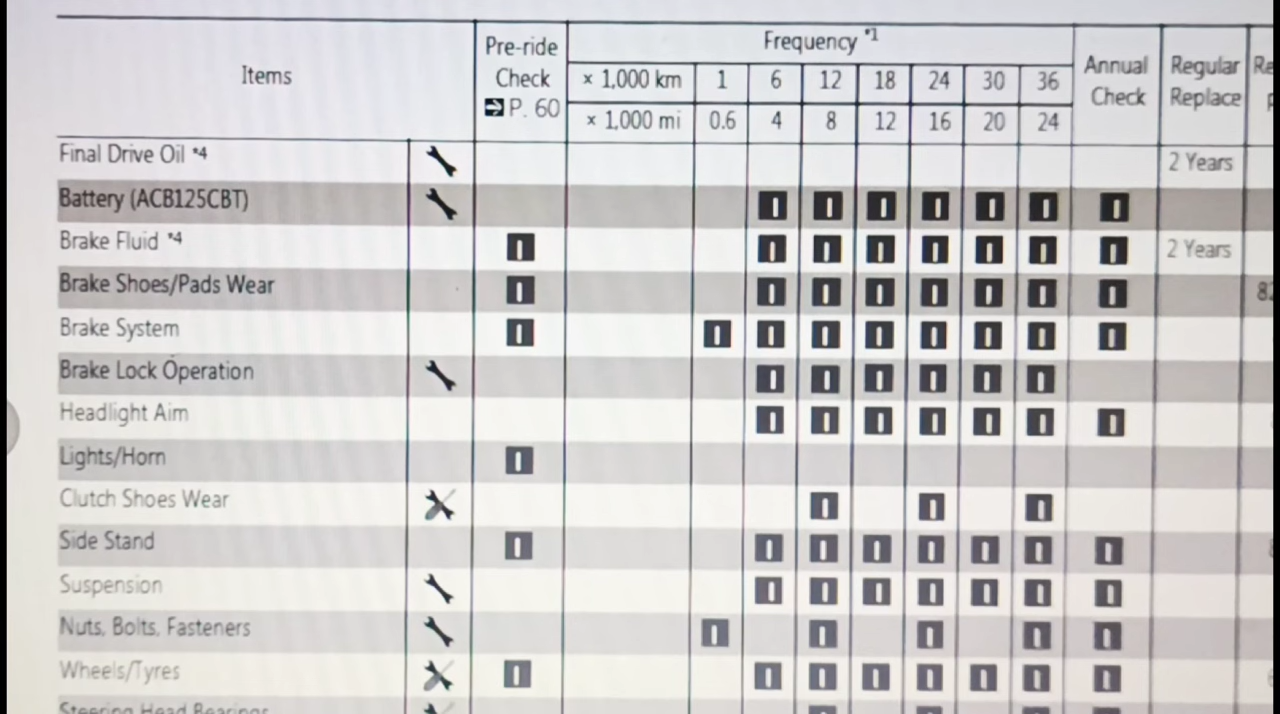 Items Pre-ride Check P. 60 Frequency *1 Annual Check Regular Replace
× 1,000 km 1 6 12 18 24 30 36
× 1,000 mi 0.6 4 8 12 16 20 24
Final Drive Oil *4 2 Years
Battery (ACB125CBT) I I I I I I I
Brake Fluid *4 I I I I I I I I 2 Years
Brake Shoes/Pads Wear I I I I I I I I
Brake System I I I I I I I I I
Brake Lock Operation I I I I I I
Headlight Aim I I I I I I I
Lights/Horn I
Clutch Shoes Wear I I I
Side Stand I I I I I I I I
Suspension I I I I I I I
Nuts, Bolts, Fasteners I I I I I
Wheels/Tyres I I I I I I I I
Steering Head Bearings